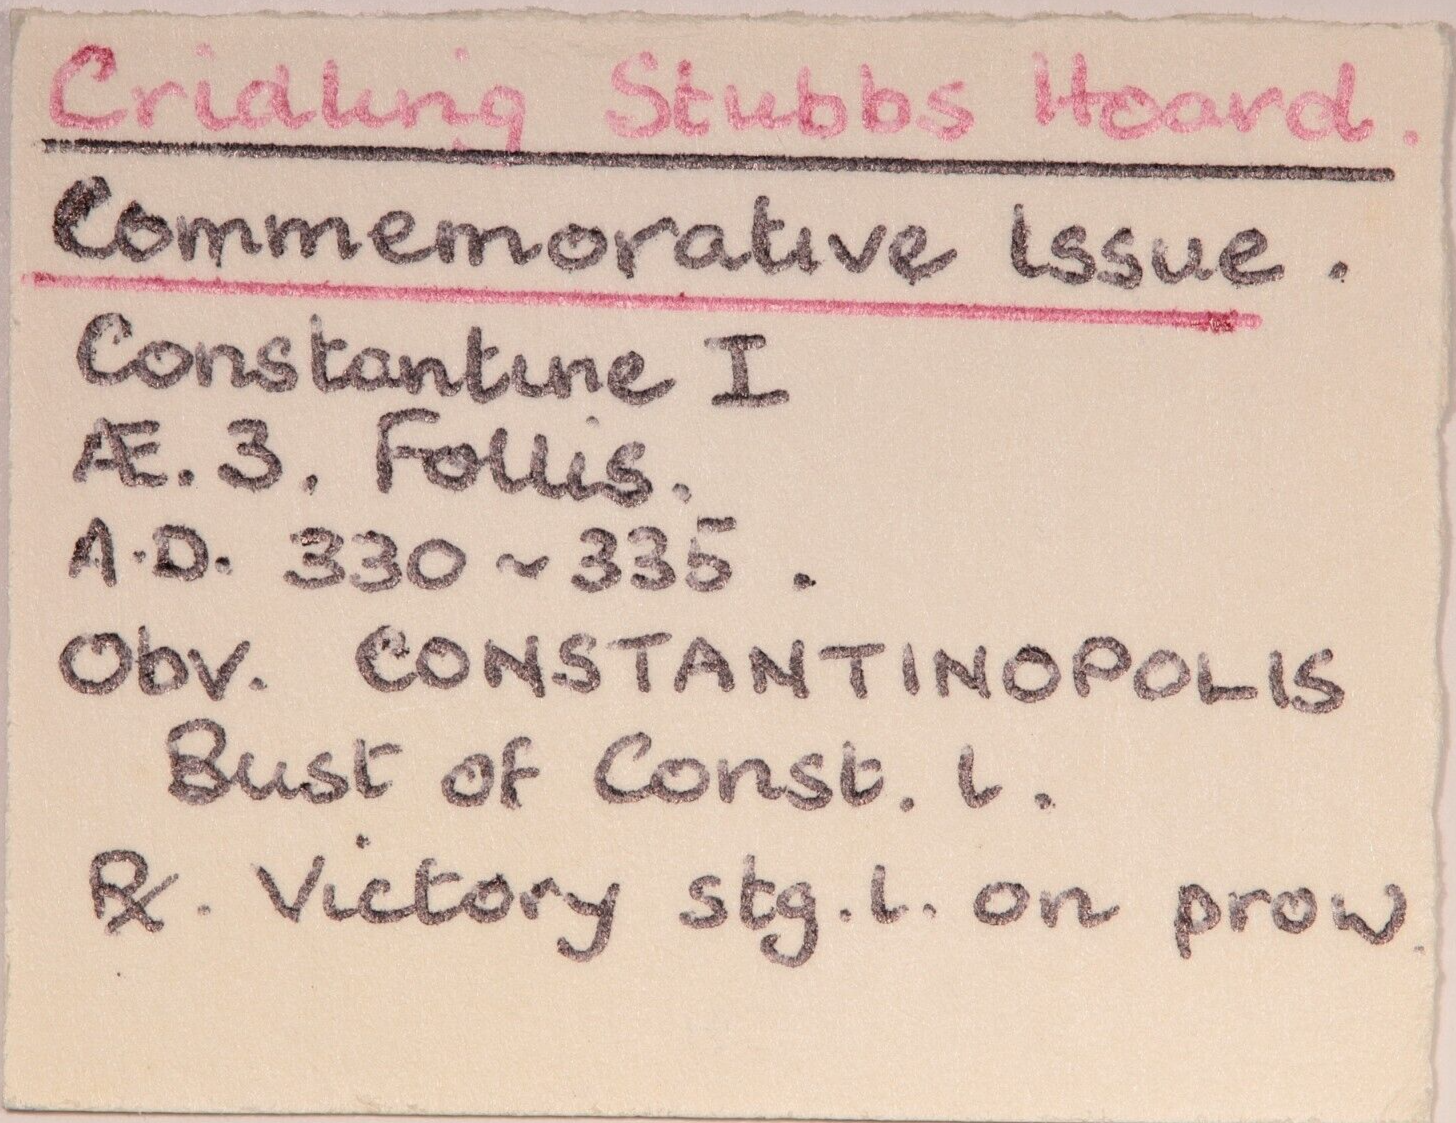 Cridling Stubbs Hoard.
Commemorative Issue.
Constantine I
Æ.3. Follis.
A.D. 330~335.
Obv. CONSTANTINOPOLIS
Bust of Const. l.
℞. Victory stg.l. on prow.